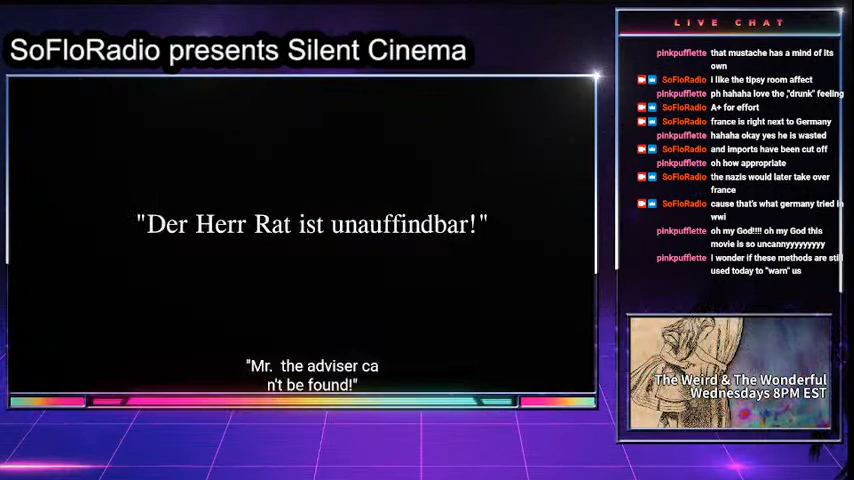 SoFloRadio presents Silent Cinema
"Der Herr Rat ist unauffindbar!"
"Mr.  the adviser ca
n't be found!"
LIVE CHAT
pinkpufflette that mustache has a mind of its
own
SoFloRadio I like the tipsy room affect
pinkpufflette ph hahaha love the ,"drunk" feeling
SoFloRadio A+ for effort
SoFloRadio france is right next to Germany
pinkpufflette hahaha okay yes he is wasted
SoFloRadio and imports have been cut off
pinkpufflette oh how appropriate
SoFloRadio the nazis would later take over
france
SoFloRadio cause that's what germany tried in
wwi
pinkpufflette oh my God!!!! oh my God this
movie is so uncannyyyyyyyy
pinkpufflette I wonder if these methods are still
used today to "warn" us
The Weird & The Wonderful
Wednesdays 8PM EST